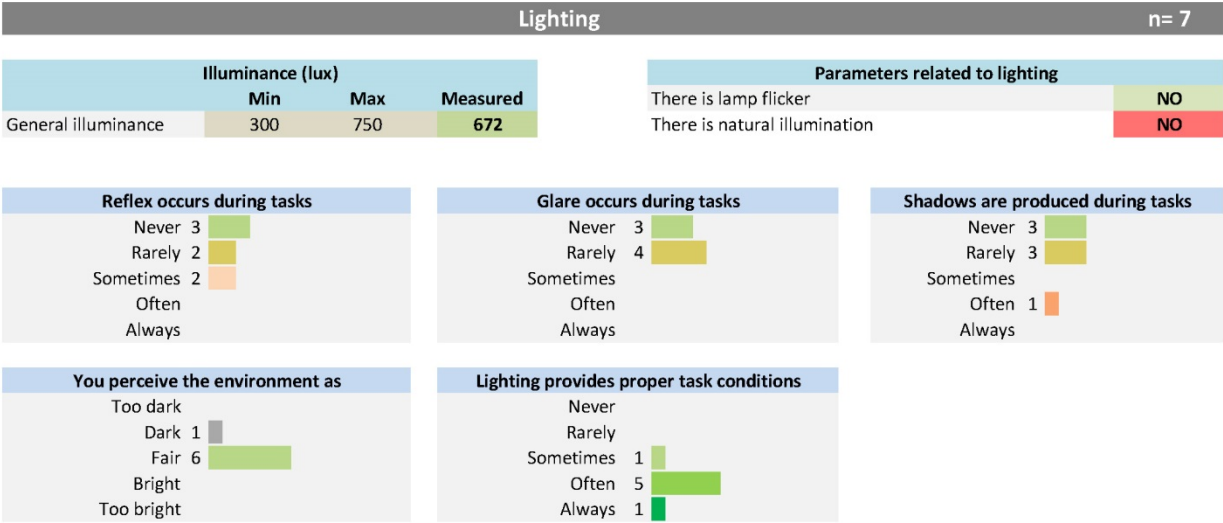 Lighting n= 7
Illuminance (lux)
Min Max Measured
General illuminance 300 750 672
Parameters related to lighting
There is lamp flicker NO
There is natural illumination NO
Reflex occurs during tasks
Never 3
Rarely 2
Sometimes 2
Often
Always
Glare occurs during tasks
Never 3
Rarely 4
Sometimes
Often
Always
Shadows are produced during tasks
Never 3
Rarely 3
Sometimes
Often 1
Always
You perceive the environment as
Too dark
Dark 1
Fair 6
Bright
Too bright
Lighting provides proper task conditions
Never
Rarely
Sometimes 1
Often 5
Always 1